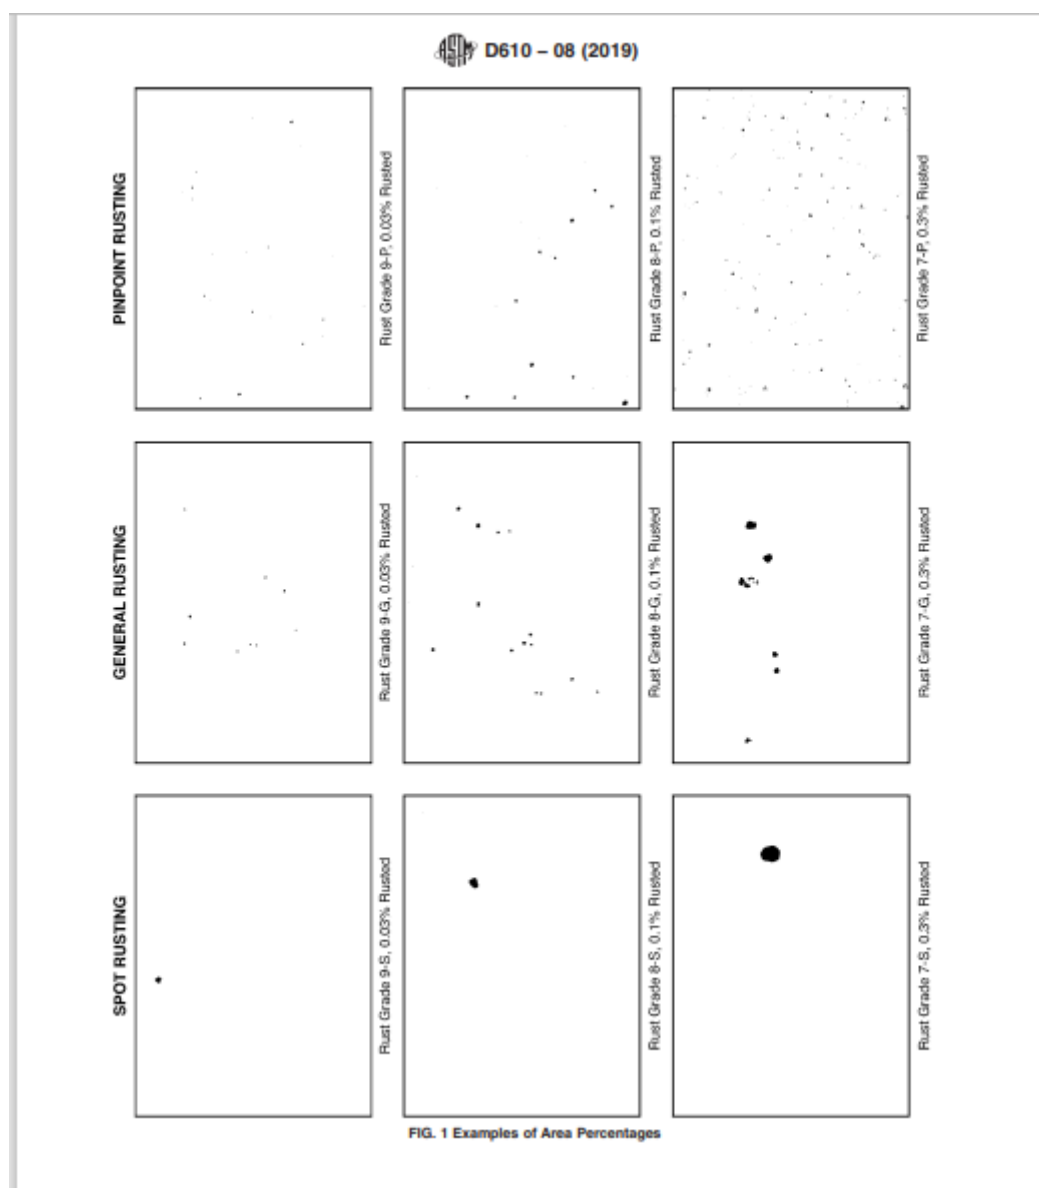 ASTM D610 – 08 (2019)
PINPOINT RUSTING
Rust Grade 9-P, 0.03% Rusted
Rust Grade 8-P, 0.1% Rusted
Rust Grade 7-P, 0.3% Rusted
GENERAL RUSTING
Rust Grade 9-G, 0.03% Rusted
Rust Grade 8-G, 0.1% Rusted
Rust Grade 7-G, 0.3% Rusted
SPOT RUSTING
Rust Grade 9-S, 0.03% Rusted
Rust Grade 8-S, 0.1% Rusted
Rust Grade 7-S, 0.3% Rusted
FIG. 1 Examples of Area Percentages